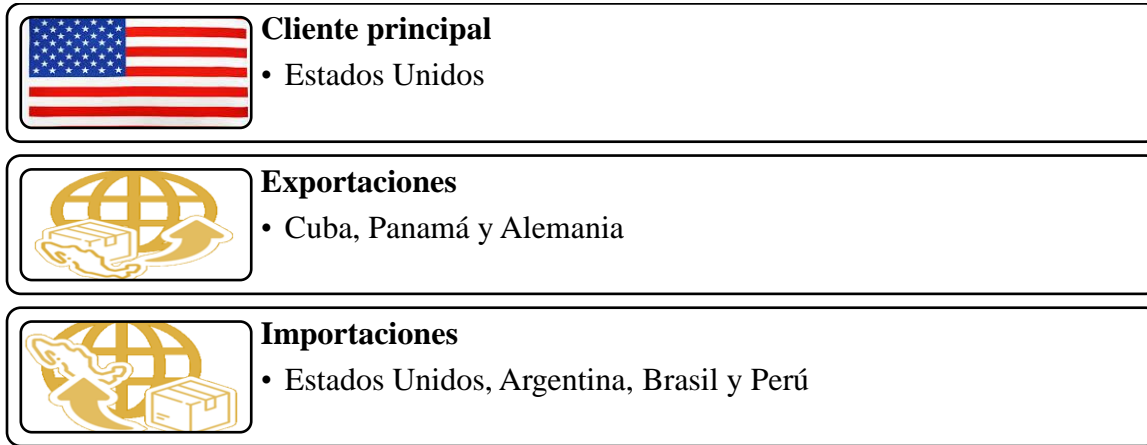 Cliente principal
• Estados Unidos
Exportaciones
• Cuba, Panamá y Alemania
Importaciones
• Estados Unidos, Argentina, Brasil y Perú